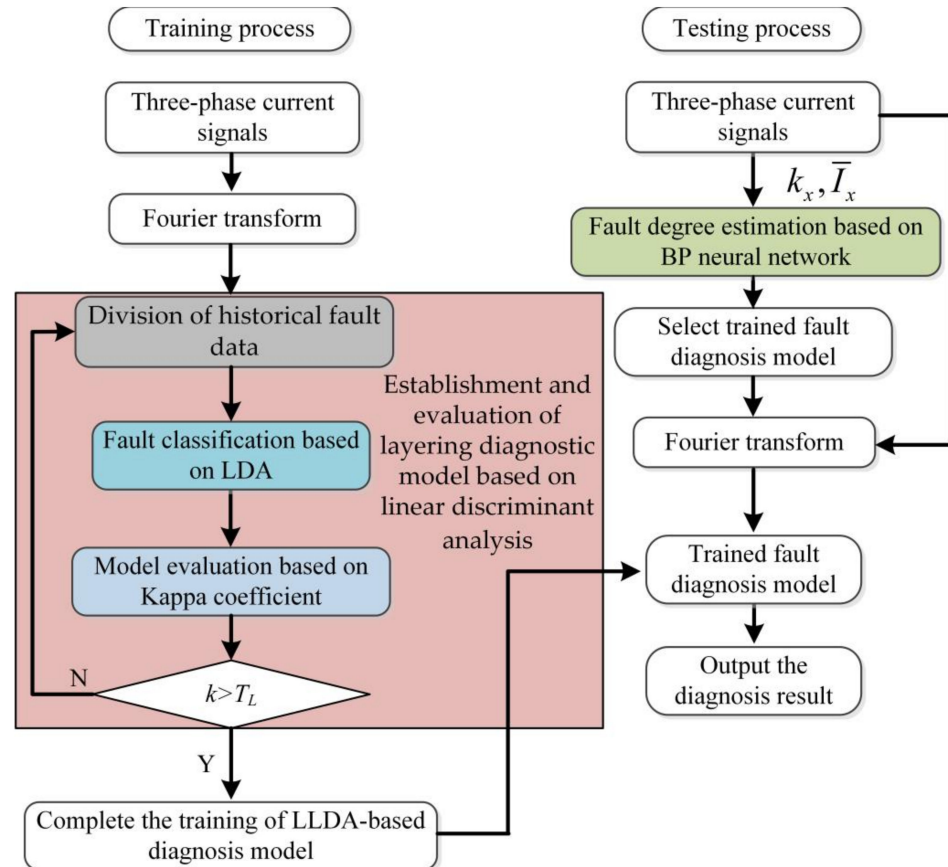 Training process
Three-phase current
signals
Fourier transform
Division of historical fault
data
Fault classification based
on LDA
Model evaluation based on
Kappa coefficient
k>T_L
N
Y
Complete the training of LLDA-based
diagnosis model
Establishment and
evaluation of
layering diagnostic
model based on
linear discriminant
analysis
Testing process
Three-phase current
signals
k_x, Ī_x
Fault degree estimation based on
BP neural network
Select trained fault
diagnosis model
Fourier transform
Trained fault
diagnosis model
Output the
diagnosis result